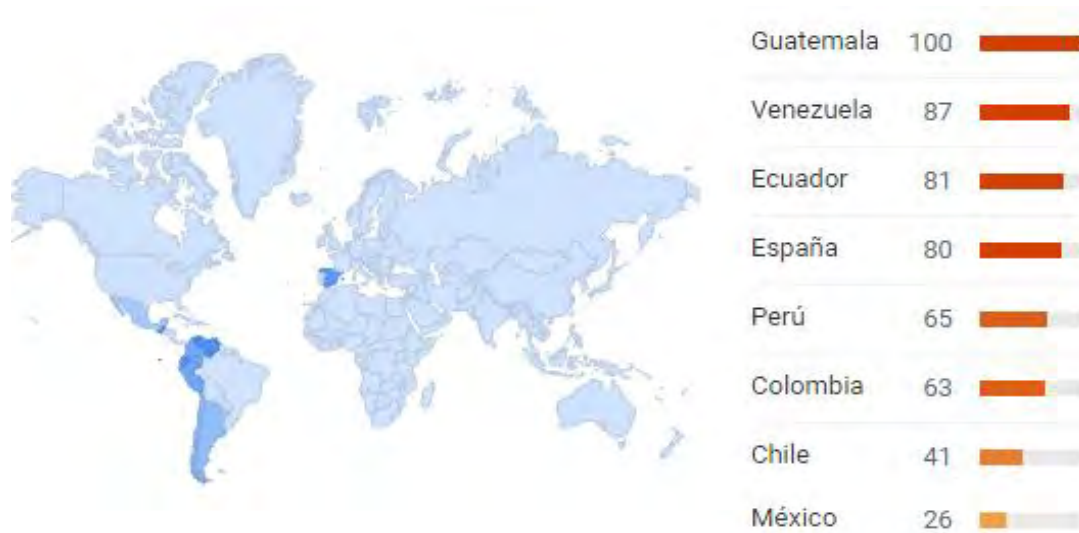 Guatemala 100
Venezuela 87
Ecuador 81
España 80
Perú 65
Colombia 63
Chile 41
México 26